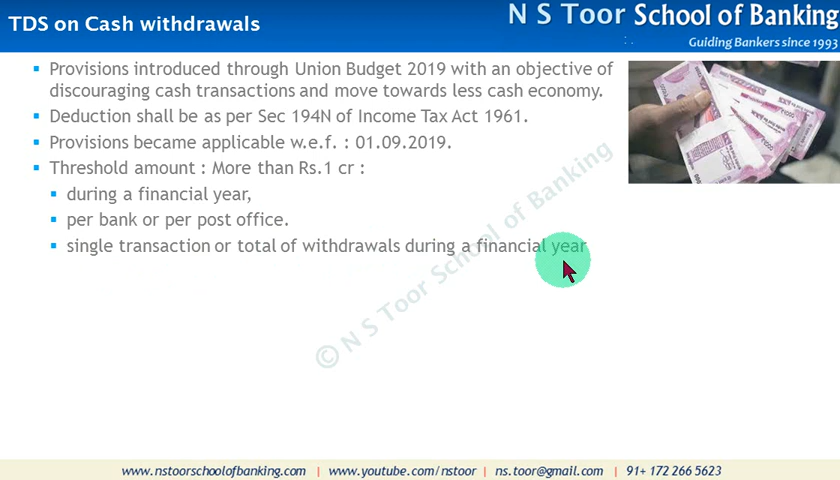 TDS on Cash withdrawals
N S Toor School of Banking
Guiding Bankers since 1993
Provisions introduced through Union Budget 2019 with an objective of
discouraging cash transactions and move towards less cash economy.
Deduction shall be as per Sec 194N of Income Tax Act 1961.
Provisions became applicable w.e.f. : 01.09.2019.
Threshold amount : More than Rs.1 cr :
during a financial year,
per bank or per post office.
single transaction or total of withdrawals during a financial year
© N S Toor School of Banking
www.nstoorschoolofbanking.com | www.youtube.com/nstoor | ns.toor@gmail.com | 91+ 172 266 5623